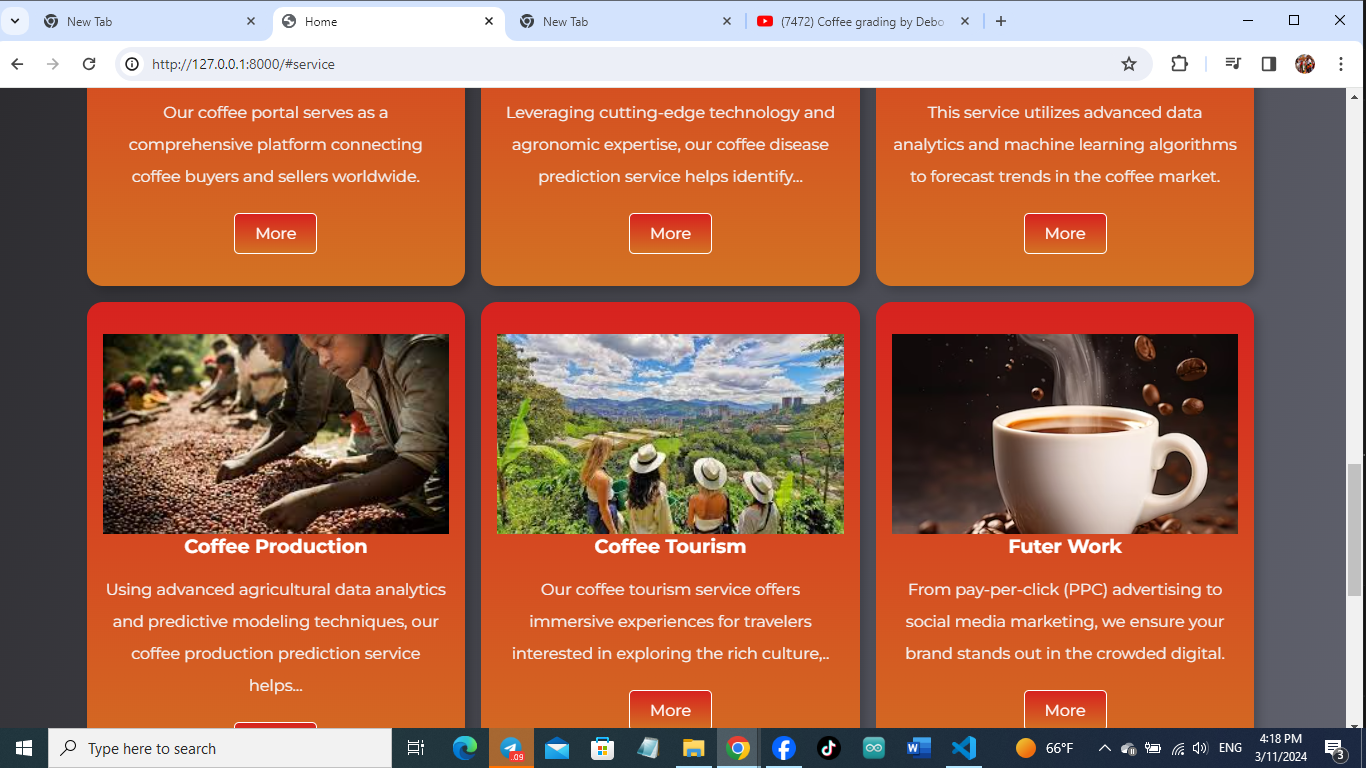 New Tab
Home
New Tab
(7472) Coffee grading by Debo
http://127.0.0.1:8000/#service
Our coffee portal serves as a
comprehensive platform connecting
coffee buyers and sellers worldwide.
More
Leveraging cutting-edge technology and
agronomic expertise, our coffee disease
prediction service helps identify...
More
This service utilizes advanced data
analytics and machine learning algorithms
to forecast trends in the coffee market.
More
Coffee Production
Using advanced agricultural data analytics
and predictive modeling techniques, our
coffee production prediction service
helps...
Coffee Tourism
Our coffee tourism service offers
immersive experiences for travelers
interested in exploring the rich culture,..
More
Futer Work
From pay-per-click (PPC) advertising to
social media marketing, we ensure your
brand stands out in the crowded digital.
More
Type here to search
.09
66°F
ENG
4:18 PM
3/11/2024
3